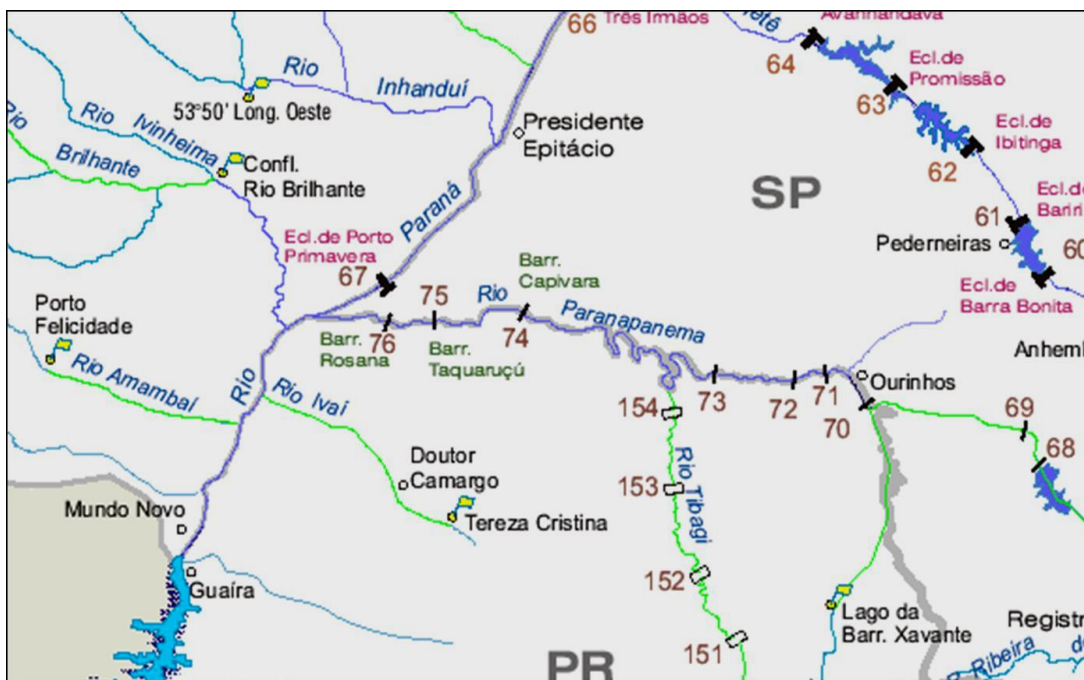 66
Três Irmãos
Avanhandava
64
Ecl.de
Promissão
63
Rio
Inhanduí
53°50' Long. Oeste
Presidente
Epitácio
Ecl.de
Ibitinga
62
Rio
Rio
Ivinheima
Brilhante
Confl.
Rio Brilhante
SP
Paraná
61
Pederneiras
60
Ecl.de Porto
Primavera
67
Barr.
Capivara
Ecl.de
Barra Bonita
75
Rio
Paranapanema
Porto
Felicidade
76
74
Barr.
Rosana
Barr.
Taquaruçú
Rio Amambaí
Rio
Rio Ivaí
73
72
71
Ourinhos
70
69
68
154
Doutor
Camargo
Rio Tibagi
153
Mundo Novo
Tereza Cristina
Guaíra
152
Lago da
Barr. Xavante
151
PR
Ribeira